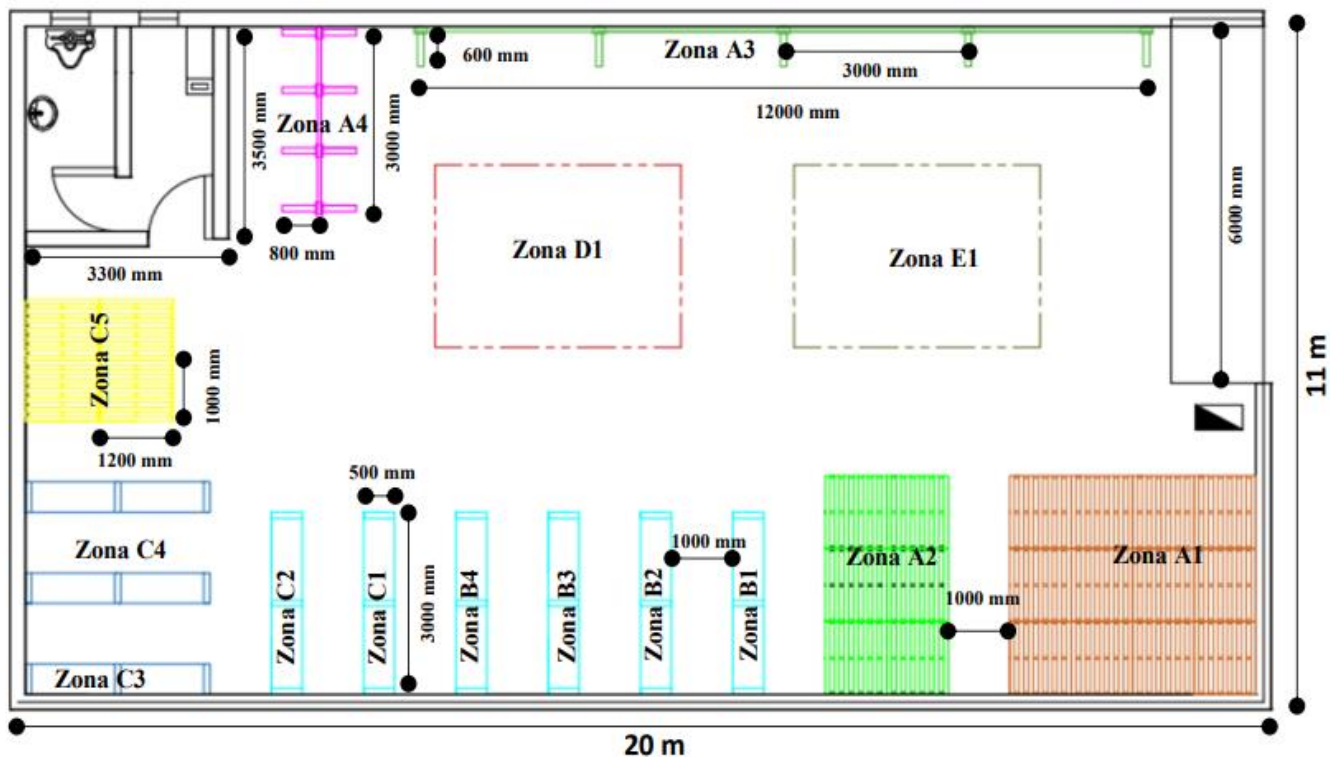 Zona A3
600 mm
3000 mm
12000 mm
Zona A4
3500 mm
3000 mm
800 mm
3300 mm
Zona D1
Zona E1
6000 mm
11 m
Zona C5
1000 mm
1200 mm
500 mm
Zona C4
Zona C3
Zona C2
Zona C1
3000 mm
Zona B4
Zona B3
Zona B2
1000 mm
Zona B1
Zona A2
1000 mm
Zona A1
20 m